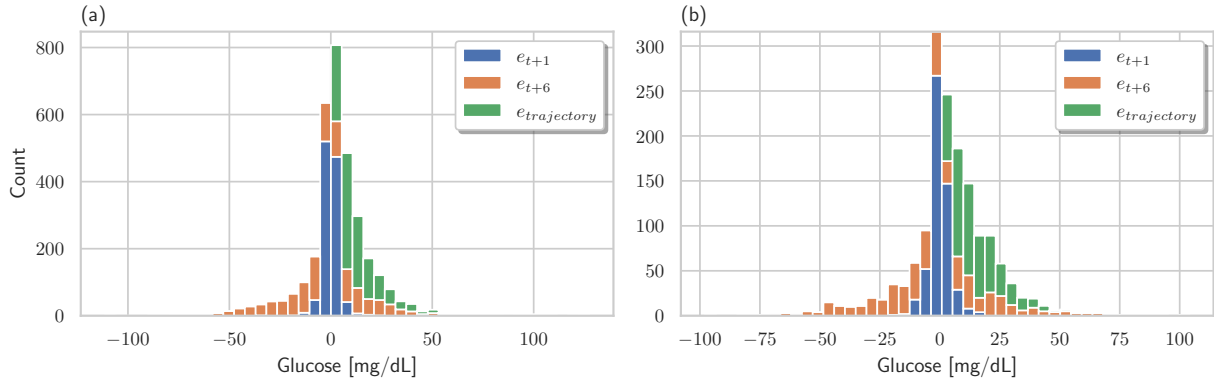 (a)
800
600
400
200
0
Count
−100
−50
0
50
100
Glucose [mg/dL]
e_{t+1}
e_{t+6}
e_{trajectory}
(b)
300
250
200
150
100
50
0
−100
−75
−50
−25
0
25
50
75
100
Glucose [mg/dL]
e_{t+1}
e_{t+6}
e_{trajectory}